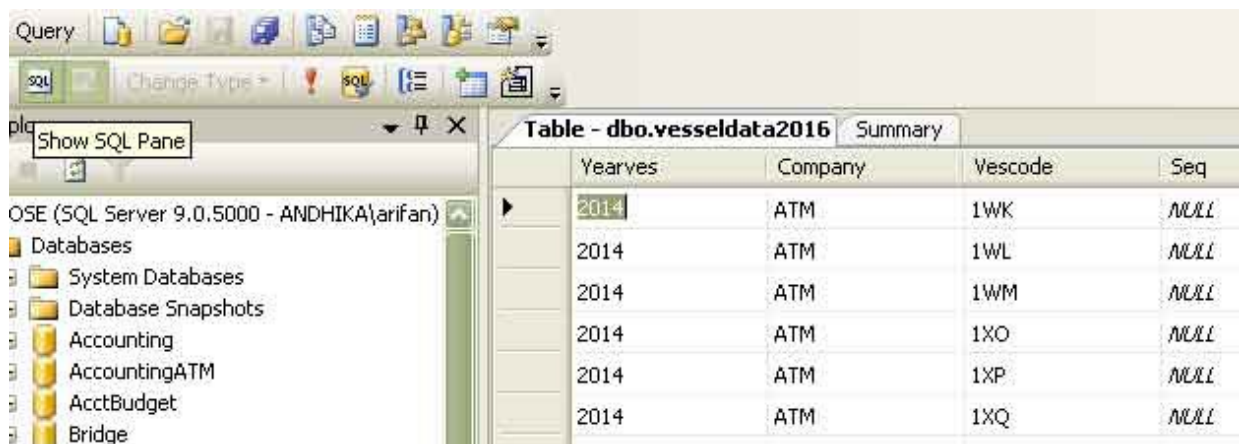 Query
SQL Change Type SQL
Show SQL Pane
Table - dbo.vesseldata2016 Summary
Yearves Company Vescode Seq
OSE (SQL Server 9.0.5000 - ANDHIKA\arifan)
Databases
System Databases
Database Snapshots
Accounting
AccountingATM
AcctBudget
Bridge
2014 ATM 1WK NULL
2014 ATM 1WL NULL
2014 ATM 1WM NULL
2014 ATM 1XO NULL
2014 ATM 1XP NULL
2014 ATM 1XQ NULL